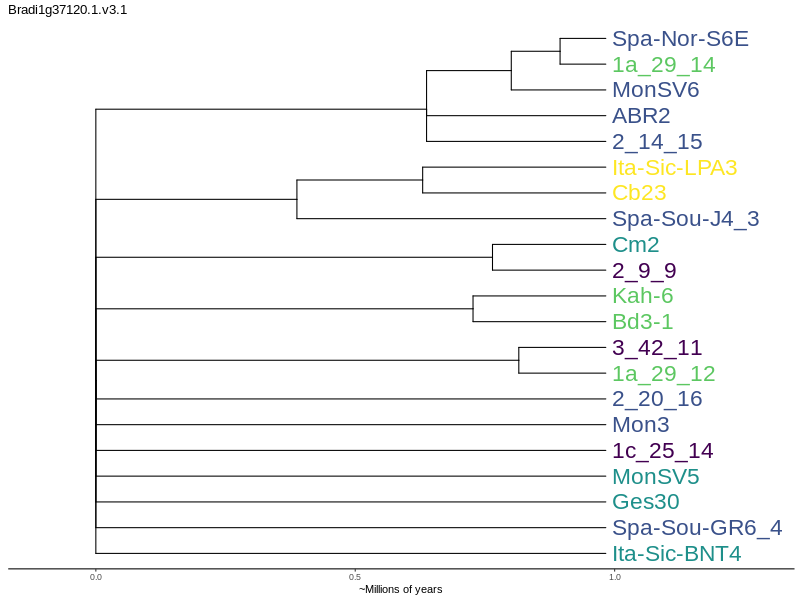 Bradi1g37120.1.v3.1
Spa-Nor-S6E
1a_29_14
MonSV6
ABR2
2_14_15
Ita-Sic-LPA3
Cb23
Spa-Sou-J4_3
Cm2
2_9_9
Kah-6
Bd3-1
3_42_11
1a_29_12
2_20_16
Mon3
1c_25_14
MonSV5
Ges30
Spa-Sou-GR6_4
Ita-Sic-BNT4
0.0 0.5 1.0
~Millions of years